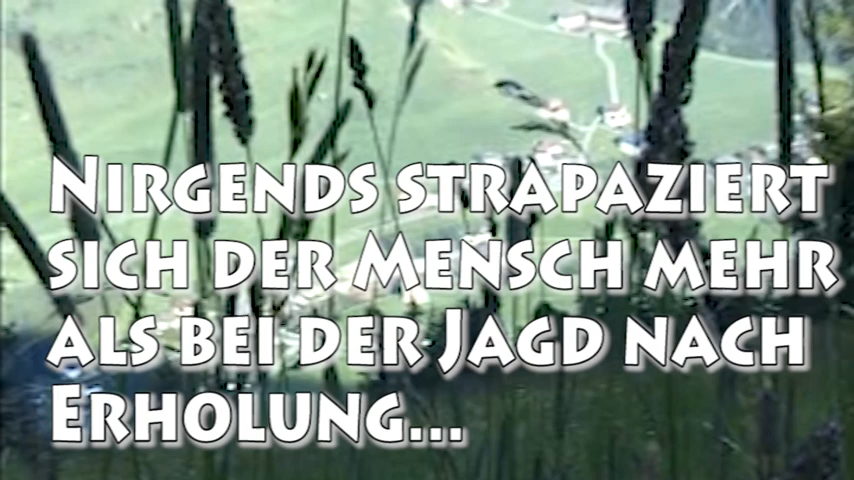 Nirgends strapaziert
sich der Mensch mehr
als bei der Jagd nach
Erholung...